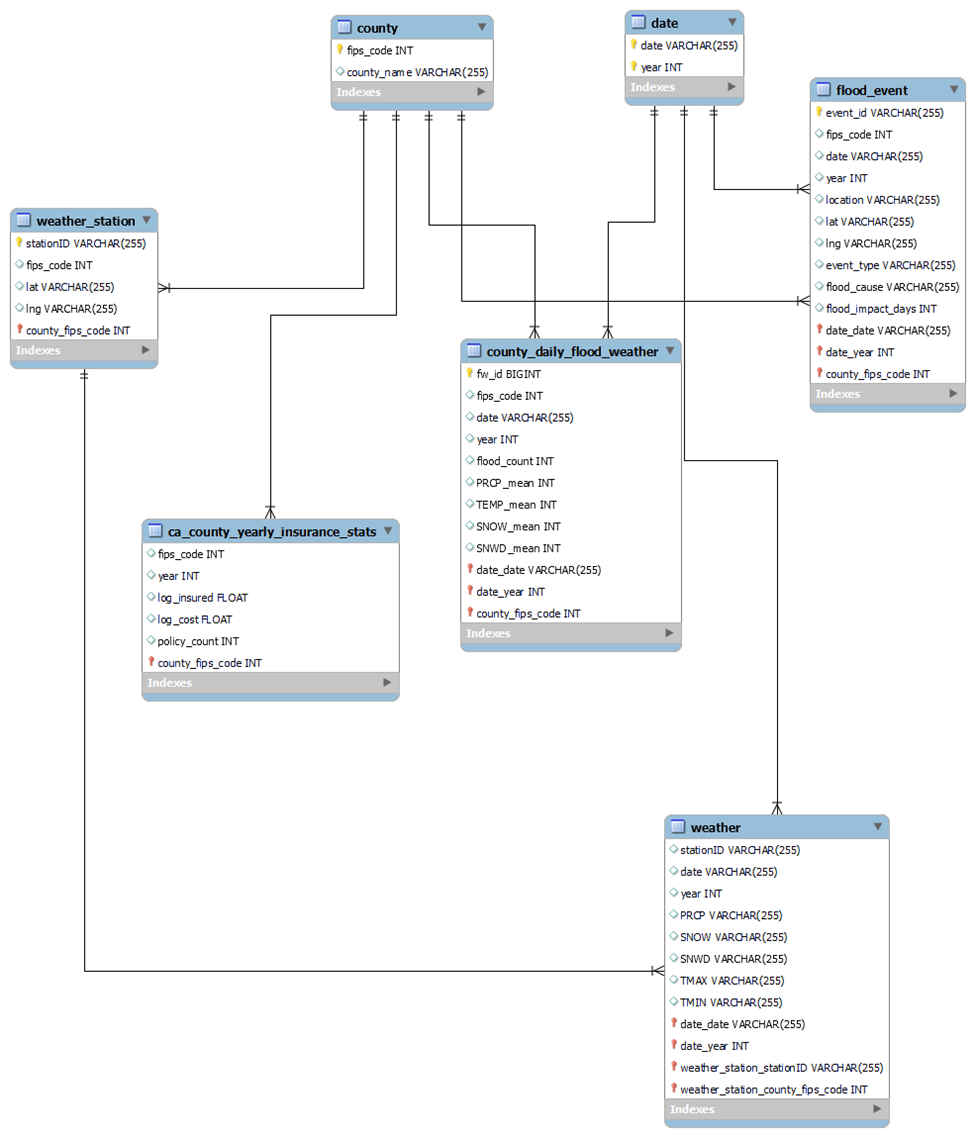 county
fips_code INT
county_name VARCHAR(255)
Indexes
date
date VARCHAR(255)
year INT
Indexes
flood_event
event_id VARCHAR(255)
fips_code INT
date VARCHAR(255)
year INT
location VARCHAR(255)
lat VARCHAR(255)
lng VARCHAR(255)
event_type VARCHAR(255)
flood_cause VARCHAR(255)
flood_impact_days INT
date_date VARCHAR(255)
date_year INT
county_fips_code INT
Indexes
weather_station
stationID VARCHAR(255)
fips_code INT
lat VARCHAR(255)
lng VARCHAR(255)
county_fips_code INT
Indexes
county_daily_flood_weather
fw_id BIGINT
fips_code INT
date VARCHAR(255)
year INT
flood_count INT
PRCP_mean INT
TEMP_mean INT
SNOW_mean INT
SNWD_mean INT
date_date VARCHAR(255)
date_year INT
county_fips_code INT
Indexes
ca_county_yearly_insurance_stats
fips_code INT
year INT
log_insured FLOAT
log_cost FLOAT
policy_count INT
county_fips_code INT
Indexes
weather
stationID VARCHAR(255)
date VARCHAR(255)
year INT
PRCP VARCHAR(255)
SNOW VARCHAR(255)
SNWD VARCHAR(255)
TMAX VARCHAR(255)
TMIN VARCHAR(255)
date_date VARCHAR(255)
date_year INT
weather_station_stationID VARCHAR(255)
weather_station_county_fips_code INT
Indexes